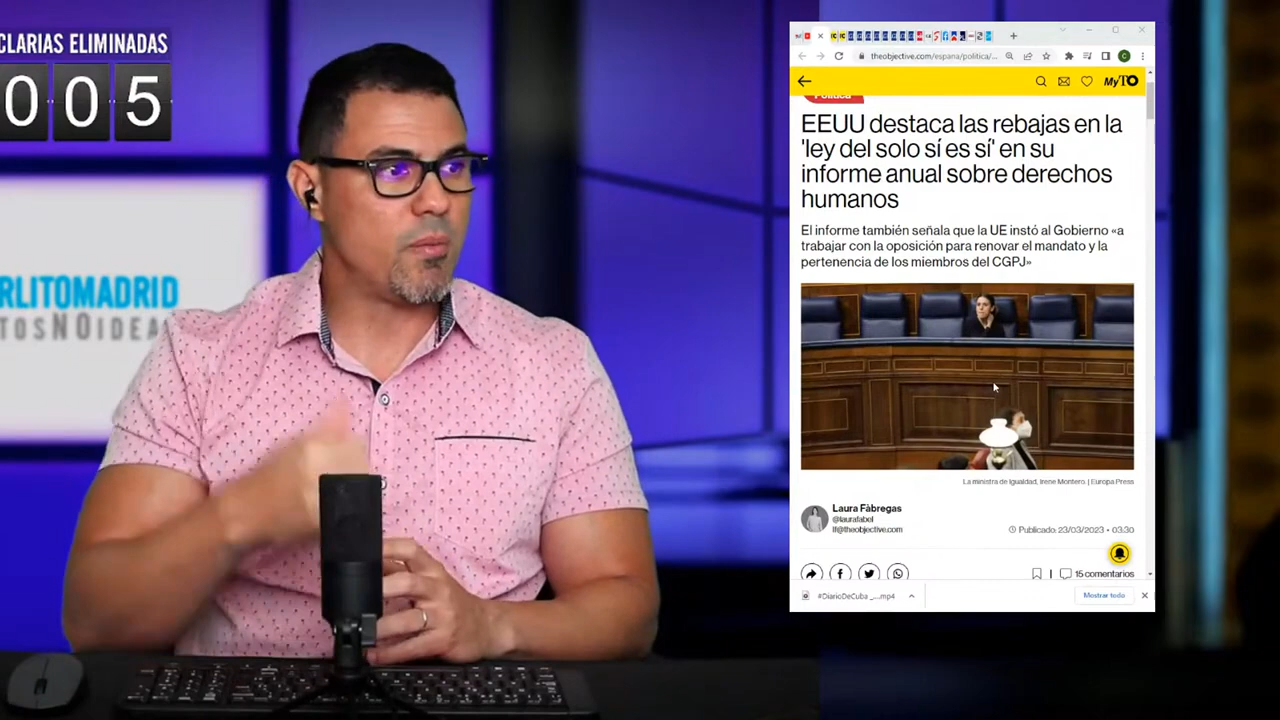 CLARIAS ELIMINADAS
005
RLITOMADRID
TOSNOIDEA
theobjective.com/espana/politica/...
MyTO
Política
EEUU destaca las rebajas en la
'ley del solo sí es sí' en su
informe anual sobre derechos
humanos
El informe también señala que la UE instó al Gobierno «a
trabajar con la oposición para renovar el mandato y la
pertenencia de los miembros del CGPJ»
La ministra de Igualdad, Irene Montero. | Europa Press
Laura Fàbregas
@laurafabel
lf@theobjective.com
Publicado: 23/03/2023 • 03:30
15 comentarios
#DiarioDeCuba _....mp4
Mostrar todo